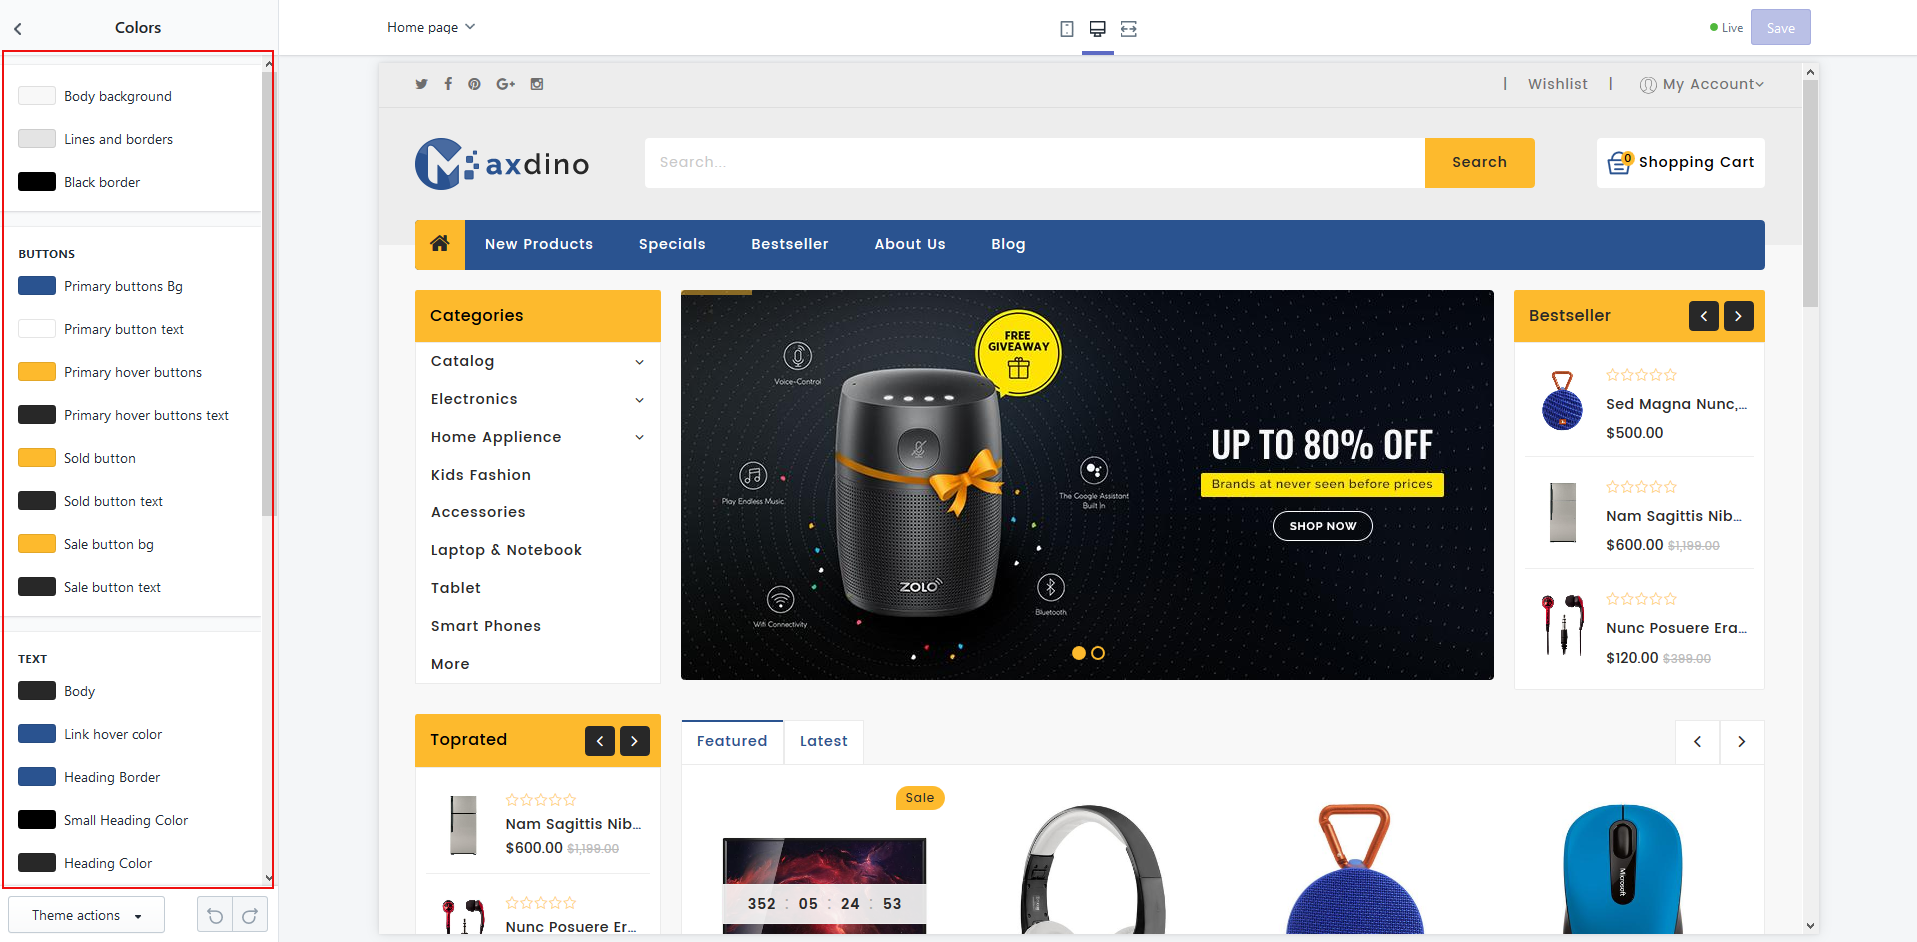 Colors
Home page
Live
Save
Body background
Lines and borders
Black border
BUTTONS
Primary buttons Bg
Primary button text
Primary hover buttons
Primary hover buttons text
Sold button
Sold button text
Sale button bg
Sale button text
TEXT
Body
Link hover color
Heading Border
Small Heading Color
Heading Color
Theme actions
| Wishlist | My Account
Maxdino
Search...
Search
0 Shopping Cart
New Products Specials Bestseller About Us Blog
Categories
Catalog
Electronics
Home Applience
Kids Fashion
Accessories
Laptop & Notebook
Tablet
Smart Phones
More
FREE
GIVEAWAY
Voice-Control
Play Endless Music
The Google Assistant
Built In
Wifi Connectivity
Bluetooth
ZOLO
UP TO 80% OFF
Brands at never seen before prices
SHOP NOW
Bestseller
Sed Magna Nunc,...
$500.00
Nam Sagittis Nib...
$600.00 $1,199.00
Nunc Posuere Era...
$120.00 $399.00
Toprated
Nam Sagittis Nib...
$600.00 $1,199.00
Nunc Posuere Er...
Featured Latest
Sale
352 : 05 : 24 : 53
Microsoft